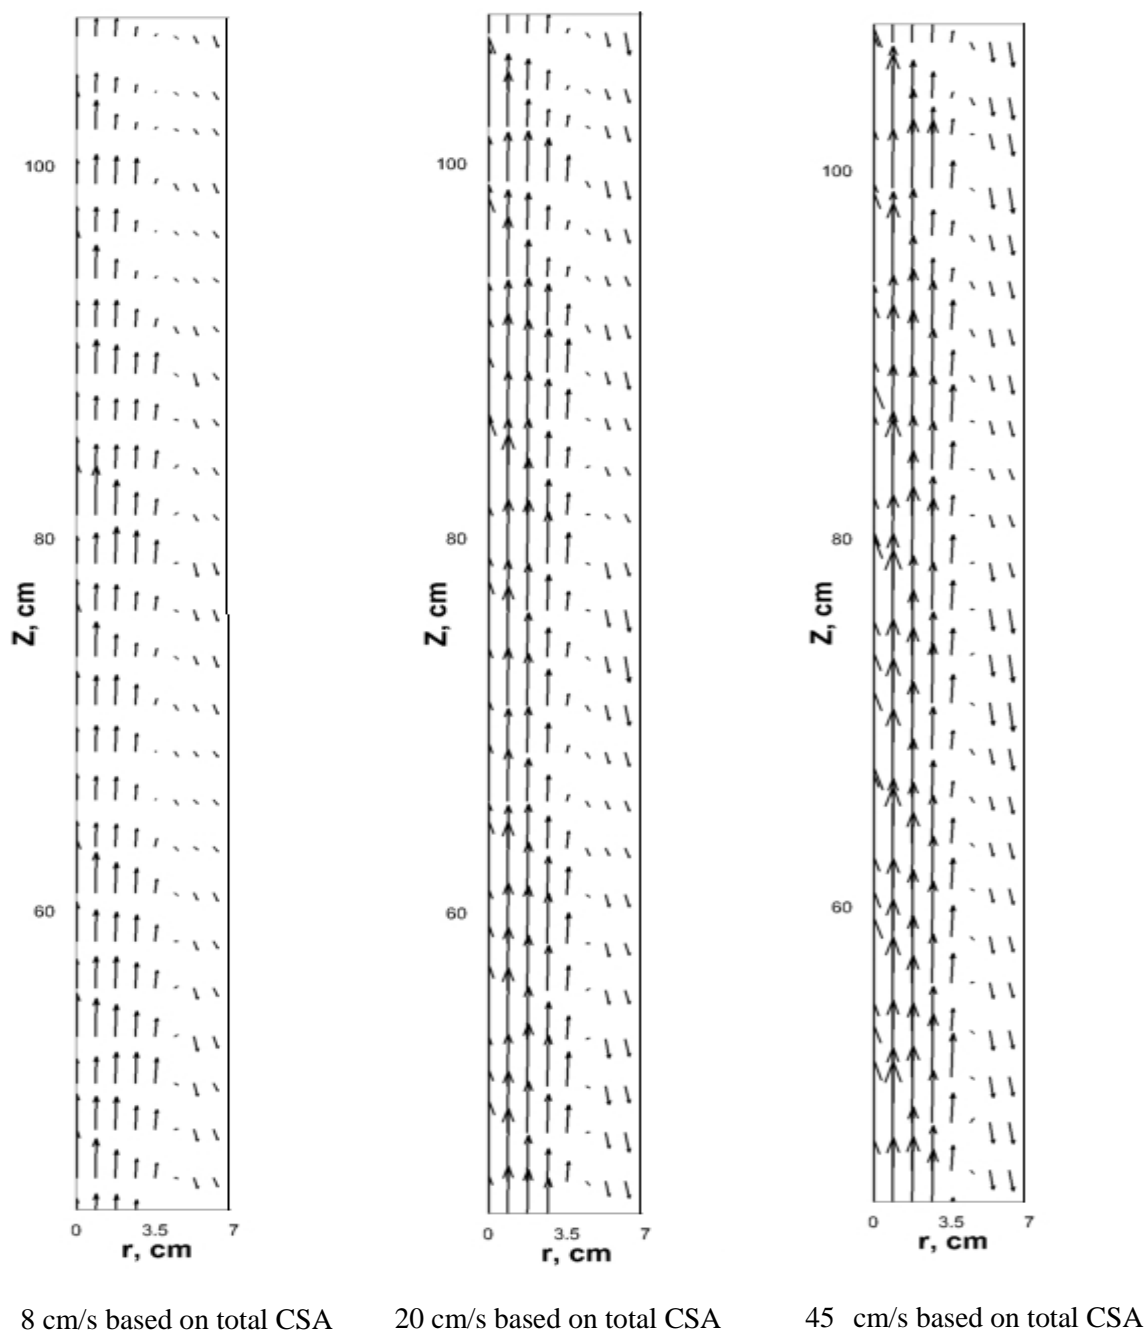 100
80
60
Z, cm
0 3.5 7
r, cm
8 cm/s based on total CSA
100
80
60
Z, cm
0 3.5 7
r, cm
20 cm/s based on total CSA
100
80
60
Z, cm
0 3.5 7
r, cm
45 cm/s based on total CSA